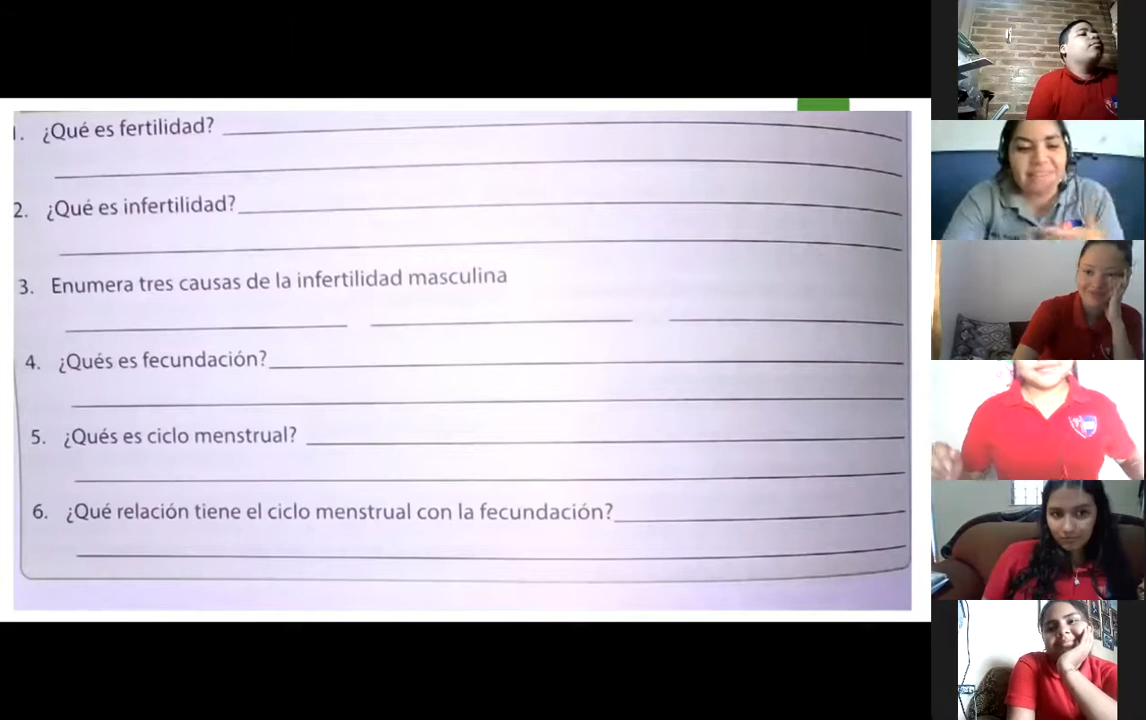 1. ¿Qué es fertilidad?
2. ¿Qué es infertilidad?
3. Enumera tres causas de la infertilidad masculina
4. ¿Qués es fecundación?
5. ¿Qués es ciclo menstrual?
6. ¿Qué relación tiene el ciclo menstrual con la fecundación?